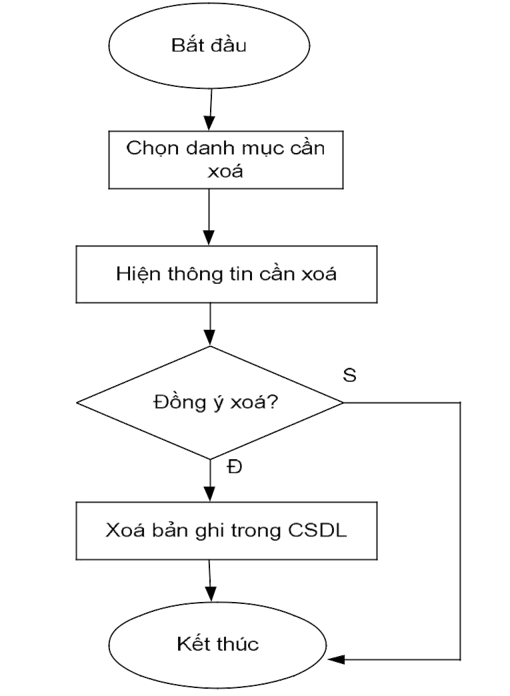 Bắt đầu
Chọn danh mục cần
xoá
Hiện thông tin cần xoá
S
Đồng ý xoá?
Đ
Xoá bản ghi trong CSDL
Kết thúc